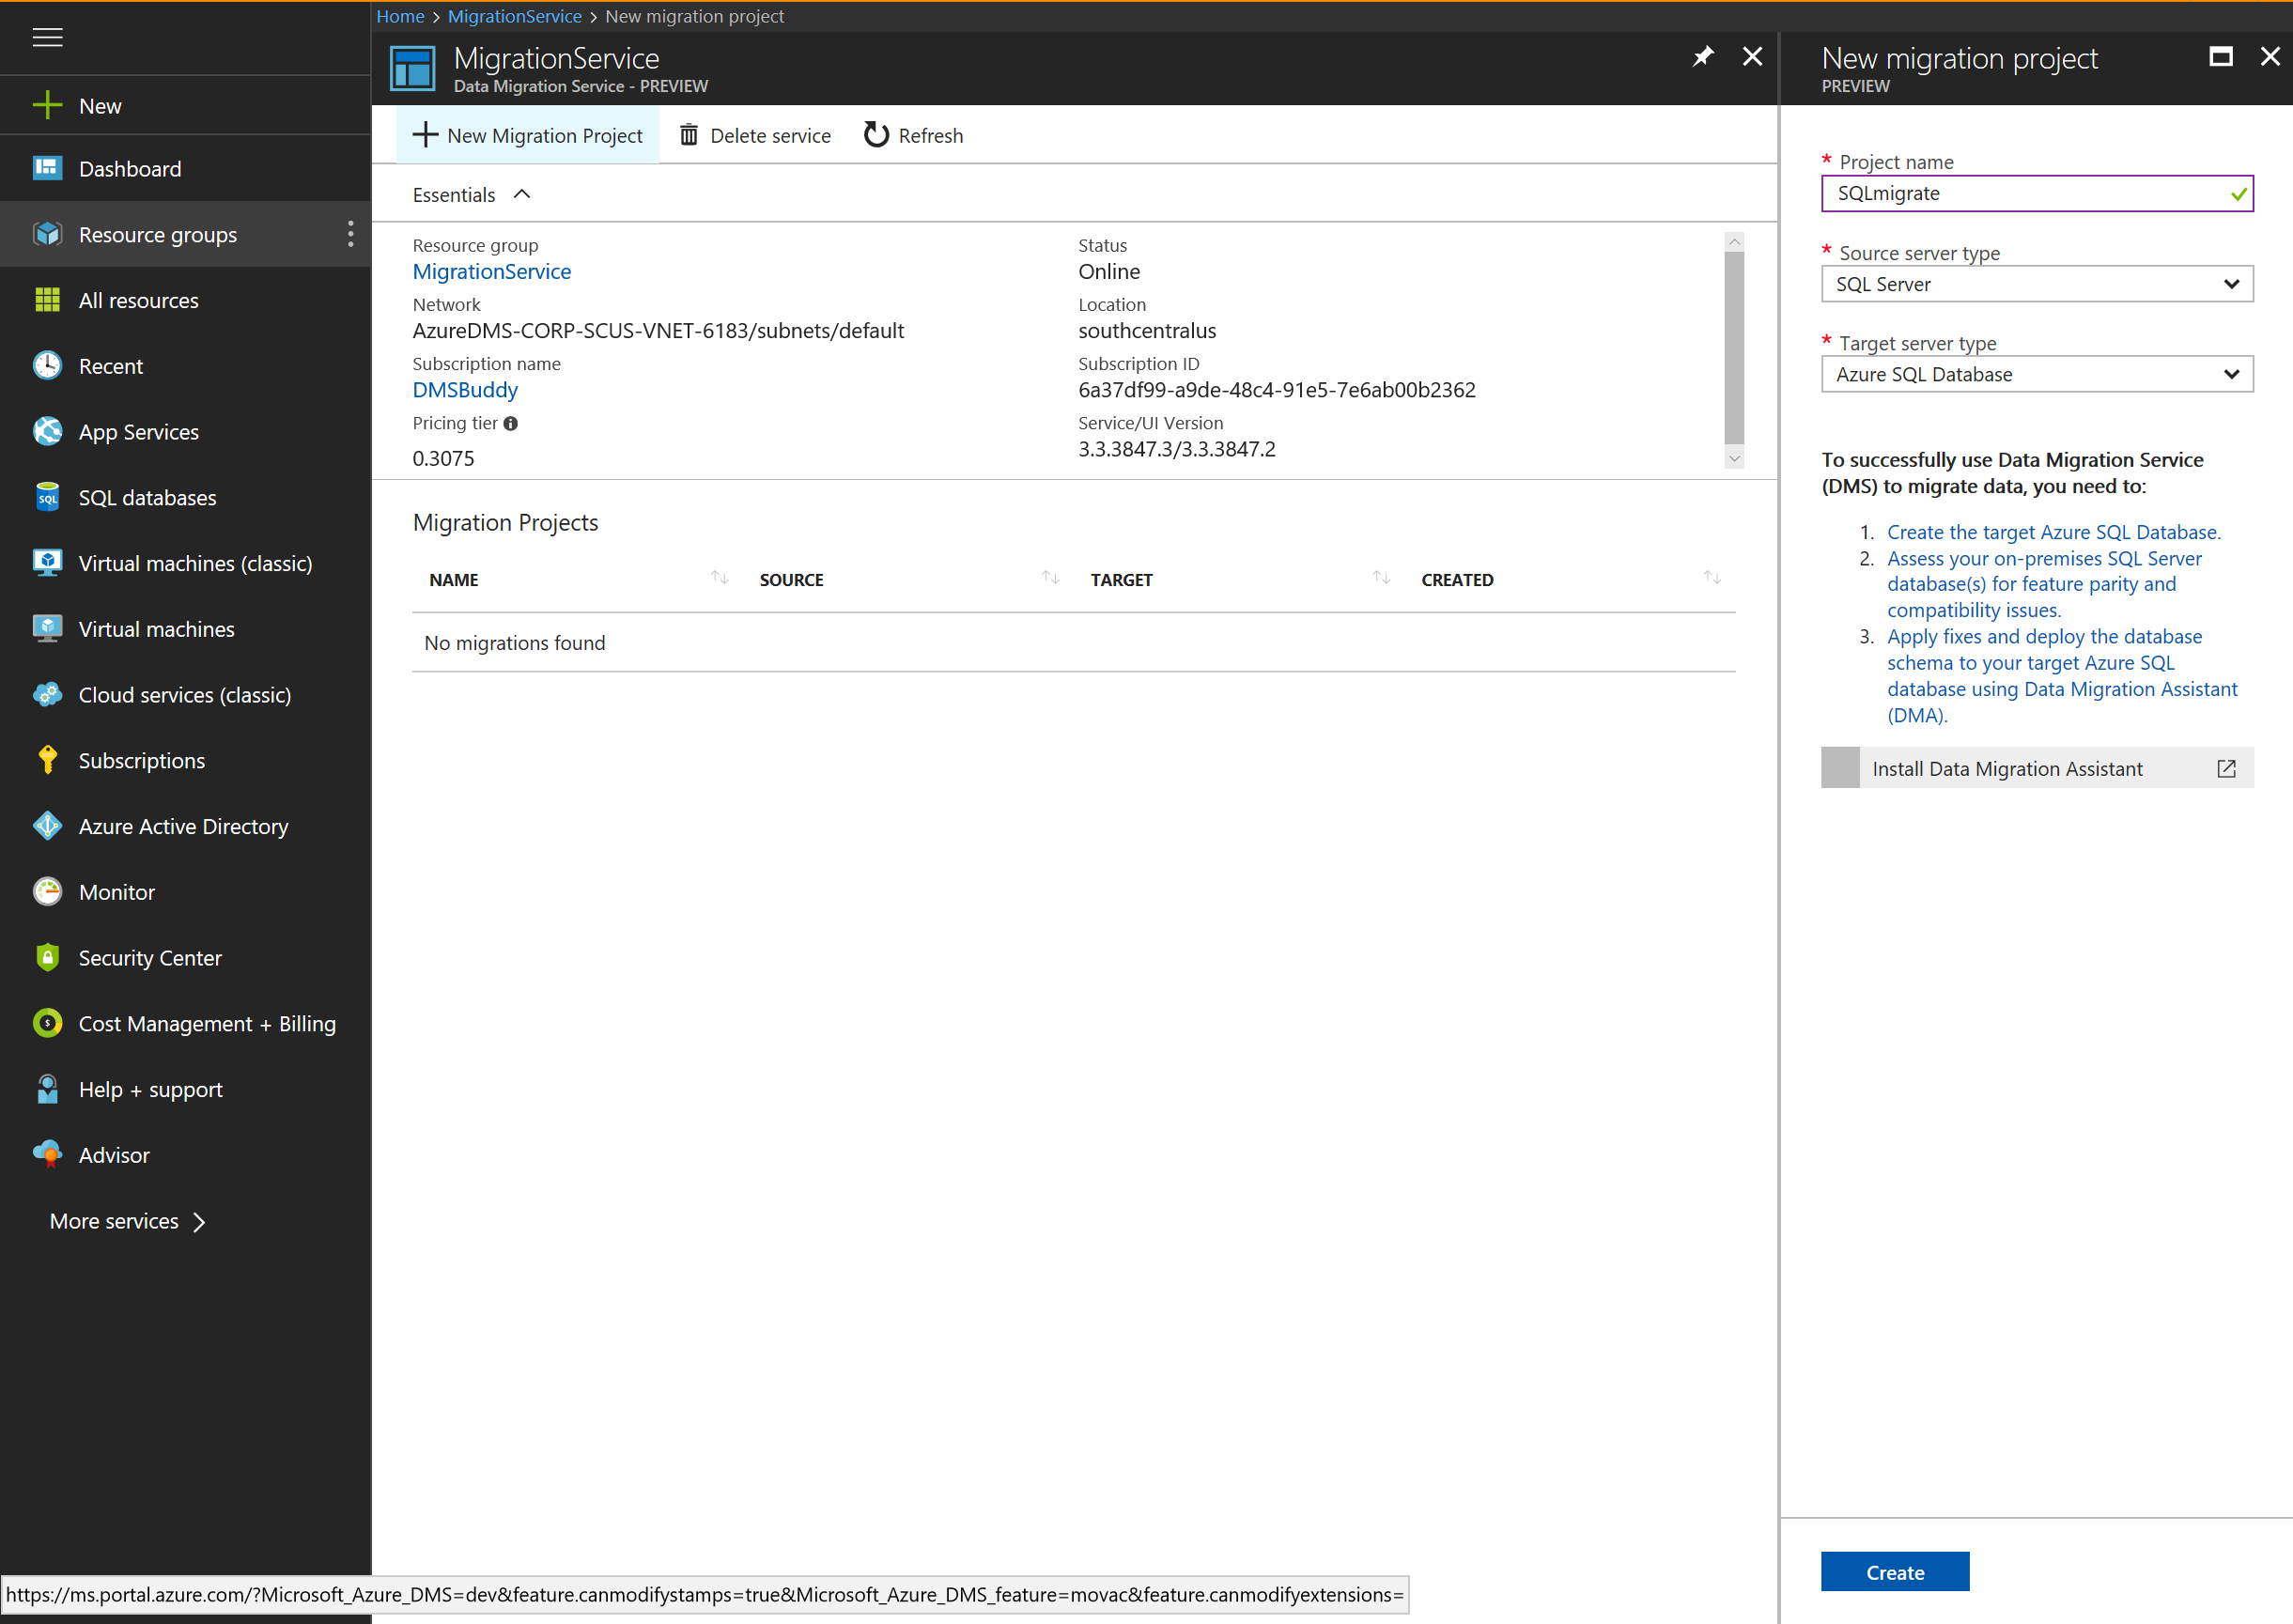 Home > MigrationService > New migration project
New
Dashboard
Resource groups
All resources
Recent
App Services
SQL databases
Virtual machines (classic)
Virtual machines
Cloud services (classic)
Subscriptions
Azure Active Directory
Monitor
Security Center
Cost Management + Billing
Help + support
Advisor
More services >
MigrationService
Data Migration Service - PREVIEW
New Migration Project Delete service Refresh
Essentials
Resource group
MigrationService
Network
AzureDMS-CORP-SCUS-VNET-6183/subnets/default
Subscription name
DMSBuddy
Pricing tier
0.3075
Status
Online
Location
southcentralus
Subscription ID
6a37df99-a9de-48c4-91e5-7e6ab00b2362
Service/UI Version
3.3.3847.3/3.3.3847.2
Migration Projects
NAME SOURCE TARGET CREATED
No migrations found
New migration project
PREVIEW
* Project name
SQLmigrate
* Source server type
SQL Server
* Target server type
Azure SQL Database
To successfully use Data Migration Service
(DMS) to migrate data, you need to:
1. Create the target Azure SQL Database.
2. Assess your on-premises SQL Server
database(s) for feature parity and
compatibility issues.
3. Apply fixes and deploy the database
schema to your target Azure SQL
database using Data Migration Assistant
(DMA).
Install Data Migration Assistant
Create
https://ms.portal.azure.com/?Microsoft_Azure_DMS=dev&feature.canmodifystamps=true&Microsoft_Azure_DMS_feature=movac&feature.canmodifyextensions=